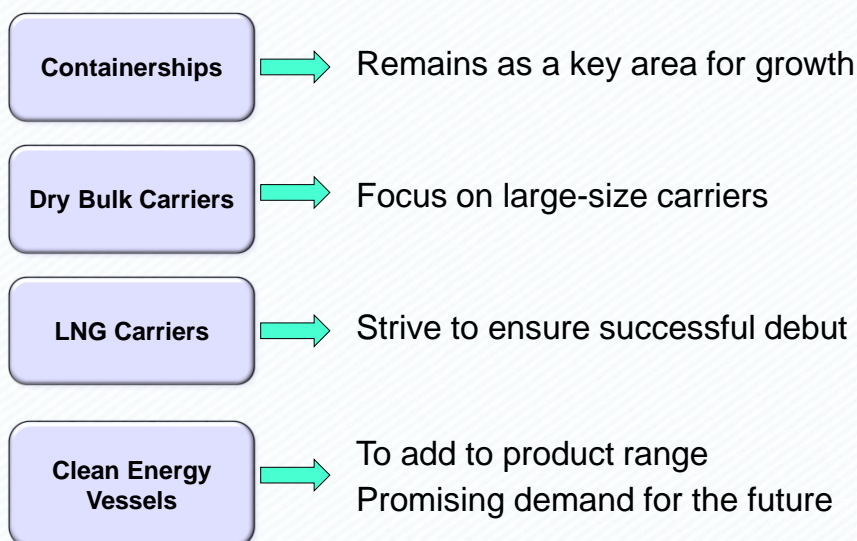 Containerships
Remains as a key area for growth
Dry Bulk Carriers
Focus on large-size carriers
LNG Carriers
Strive to ensure successful debut
Clean Energy
Vessels
To add to product range
Promising demand for the future